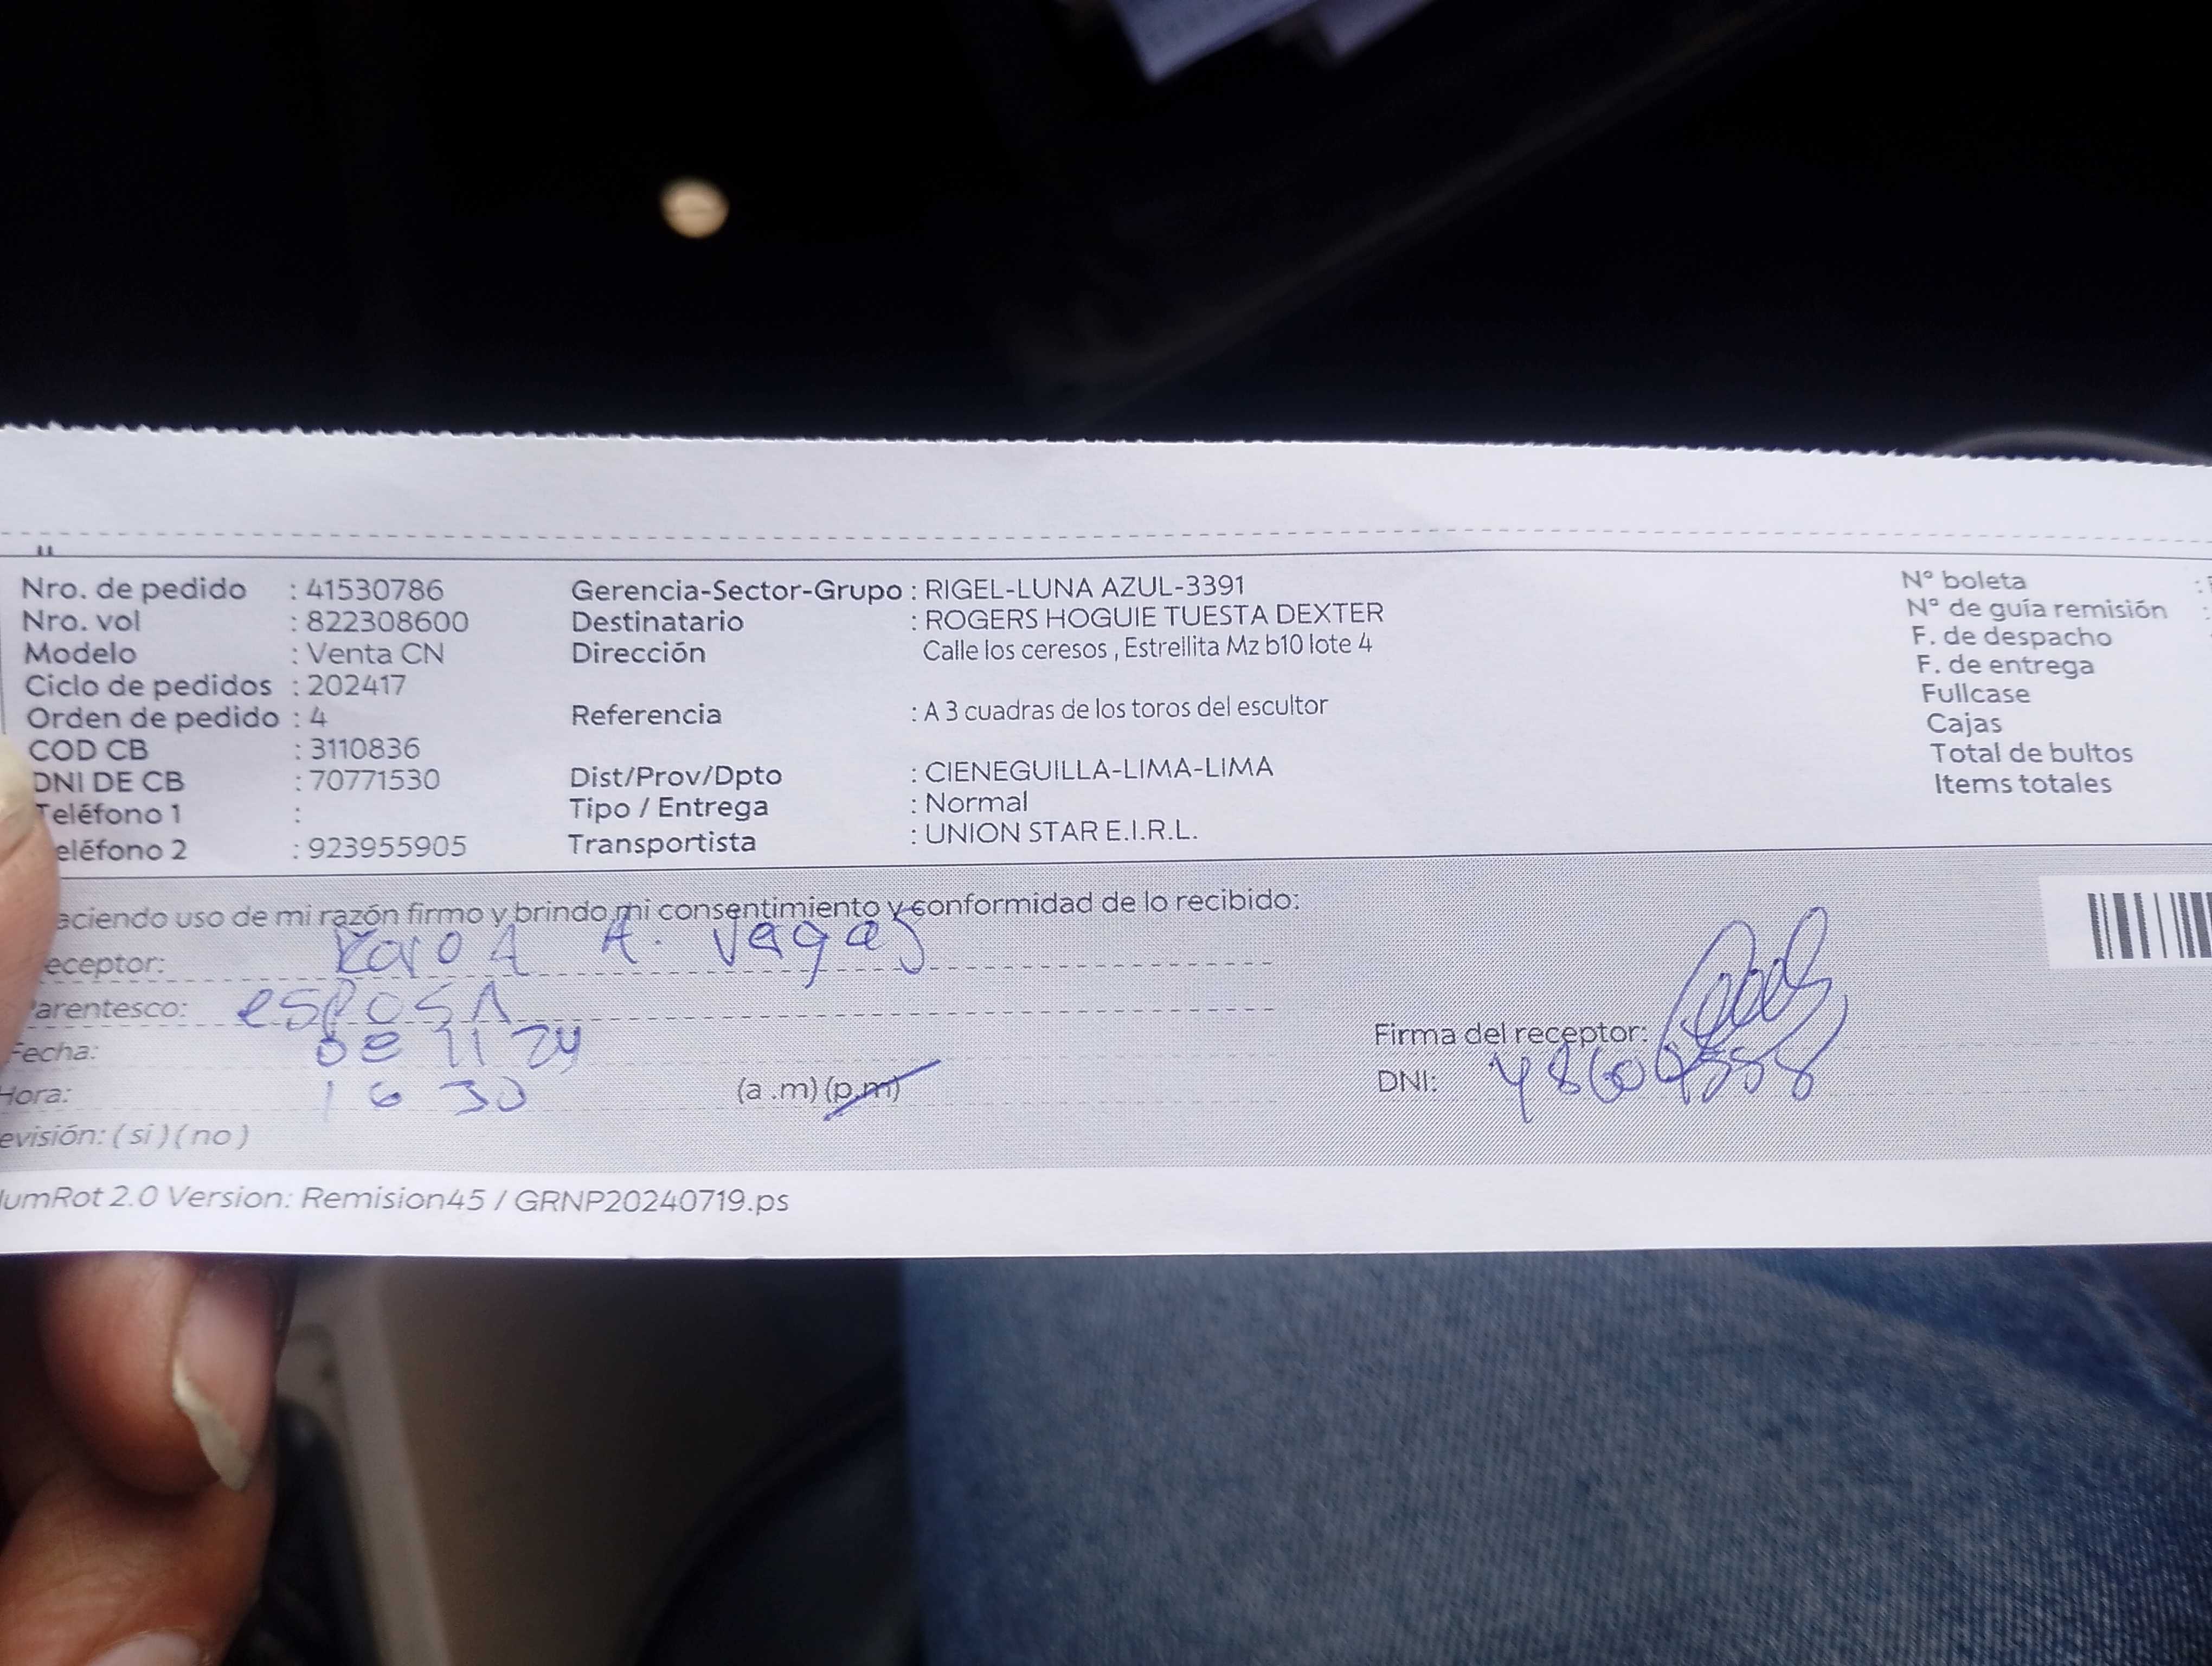 Nro. de pedido : 41530786
Nro. vol : 822308600
Modelo : Venta CN
Ciclo de pedidos : 202417
Orden de pedido : 4
COD CB : 3110836
DNI DE CB : 70771530
Teléfono 1 :
eléfono 2 : 923955905
Gerencia-Sector-Grupo : RIGEL-LUNA AZUL-3391
Destinatario : ROGERS HOGUIE TUESTA DEXTER
Dirección Calle los ceresos , Estrellita Mz b10 lote 4
Referencia : A 3 cuadras de los toros del escultor
Dist/Prov/Dpto : CIENEGUILLA-LIMA-LIMA
Tipo / Entrega : Normal
Transportista : UNION STAR E.I.R.L.
N° boleta :
N° de guía remisión :
F. de despacho
F. de entrega
Fullcase
Cajas
Total de bultos
Items totales
aciendo uso de mi razón firmo y brindo mi consentimiento y conformidad de lo recibido:
eceptor: A.
Parentesco: esposA
Fecha: 08 11 24
Hora: 16 30 (a .m) (p.m)
evisión: ( si ) ( no )
Firma del receptor:
DNI:
umRot 2.0 Version: Remision45 / GRNP20240719.ps